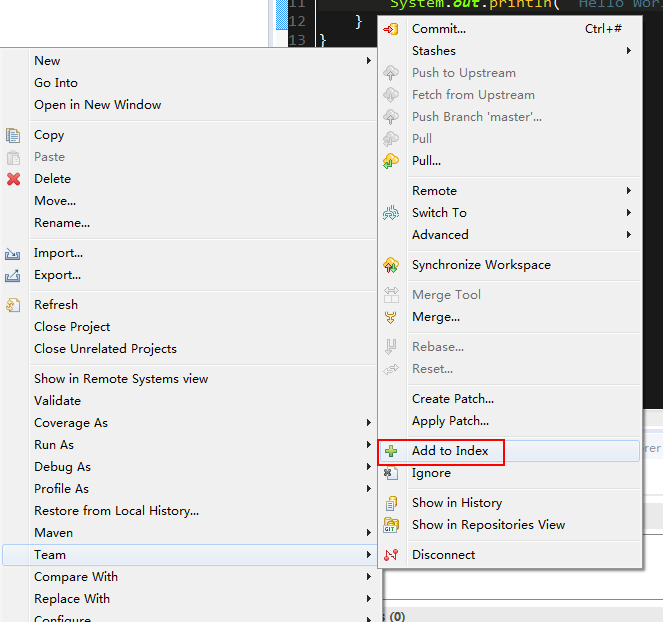 11 System.out.println(" Hello Worl
12 }
13 }
New
Go Into
Open in New Window
Copy
Paste
Delete
Move...
Rename...
Import...
Export...
Refresh
Close Project
Close Unrelated Projects
Show in Remote Systems view
Validate
Coverage As
Run As
Debug As
Profile As
Restore from Local History...
Maven
Team
Compare With
Replace With
Configure
Commit... Ctrl+#
Stashes
Push to Upstream
Fetch from Upstream
Push Branch 'master'...
Pull
Pull...
Remote
Switch To
Advanced
Synchronize Workspace
Merge Tool
Merge...
Rebase...
Reset...
Create Patch...
Apply Patch...
Add to Index
Ignore
Show in History
GIT Show in Repositories View
Disconnect
rer
s (0)